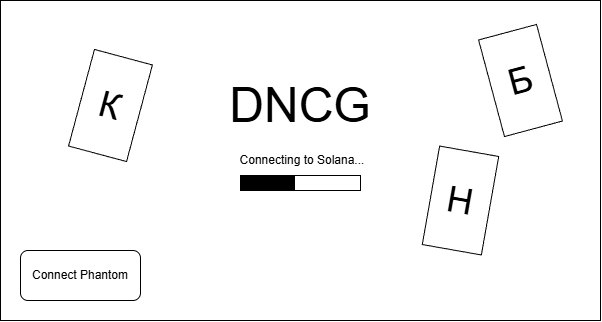 К
Б
DNCG
Connecting to Solana...
Н
Connect Phantom